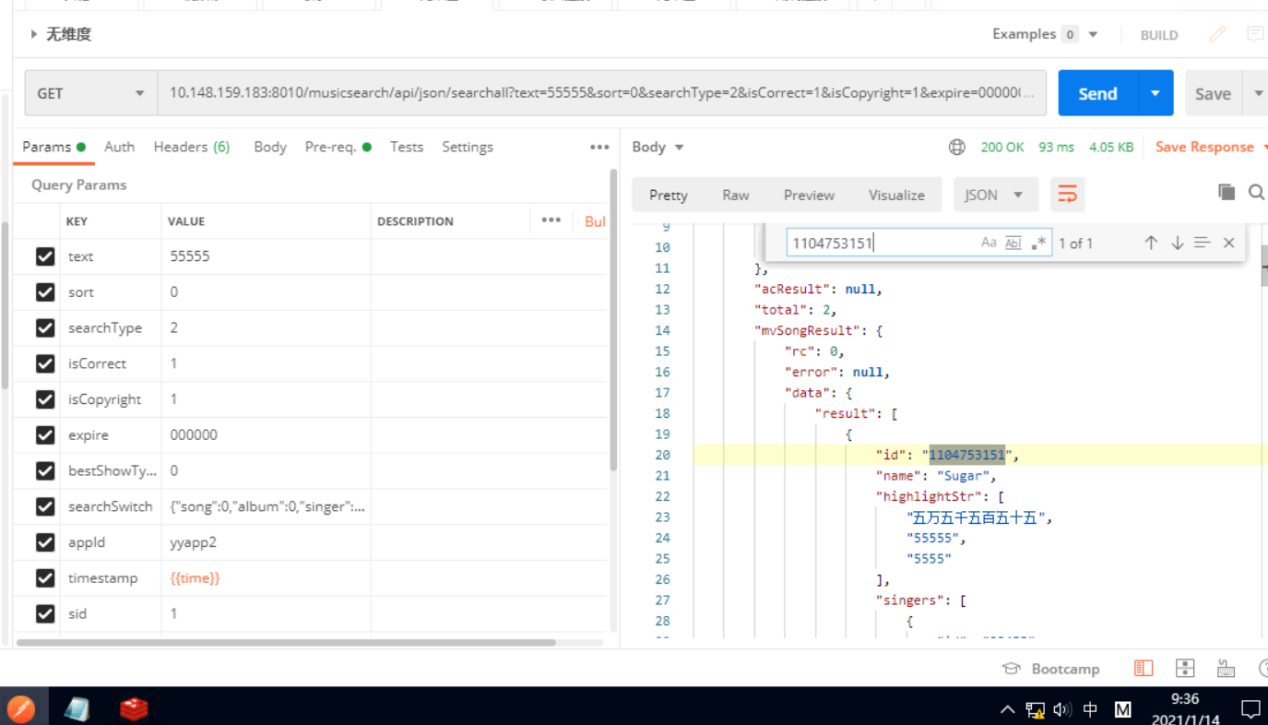 无维度
Examples 0
BUILD
GET
10.148.159.183:8010/musicsearch/api/json/searchall?text=55555&sort=0&searchType=2&isCorrect=1&isCopyright=1&expire=00000...
Send
Save
Params
Auth
Headers (6)
Body
Pre-req.
Tests
Settings
•••
Body
200 OK
93 ms
4.05 KB
Save Response
Query Params
Pretty
Raw
Preview
Visualize
JSON
KEY VALUE DESCRIPTION ••• Bul
text 55555
sort 0
searchType 2
isCorrect 1
isCopyright 1
expire 000000
bestShowTy... 0
searchSwitch {"song":0,"album":0,"singer":...
appId yyapp2
timestamp {{time}}
sid 1
1104753151
Aa Abl .*
1 of 1
9
10
11 },
12 "acResult": null,
13 "total": 2,
14 "mvSongResult": {
15 "rc": 0,
16 "error": null,
17 "data": {
18 "result": [
19 {
20 "id": "1104753151",
21 "name": "Sugar",
22 "highlightStr": [
23 "五万五千五百五十五",
24 "55555",
25 "5555"
26 ],
27 "singers": [
28 {
Bootcamp
中
M
9:36
2021/1/14